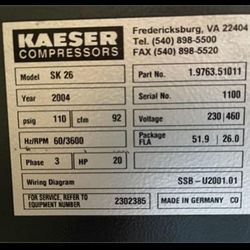 KAESER
COMPRESSORS
Fredericksburg, VA 22404
Tel. (540) 898-5500
FAX (540) 898-5520
Model SK 26 Part No. 1.9763.51011
Year 2004 Serial No. 1100
psig 110 cfm 92 Voltage 230 460
Hz/RPM 60/3600 Package FLA 51.9 26.0
Phase 3 HP 20
Wiring Diagram SSB-U2001.01
FOR SERVICE, REFER TO
EQUIPMENT NUMBER 2302385 MADE IN GERMANY CO